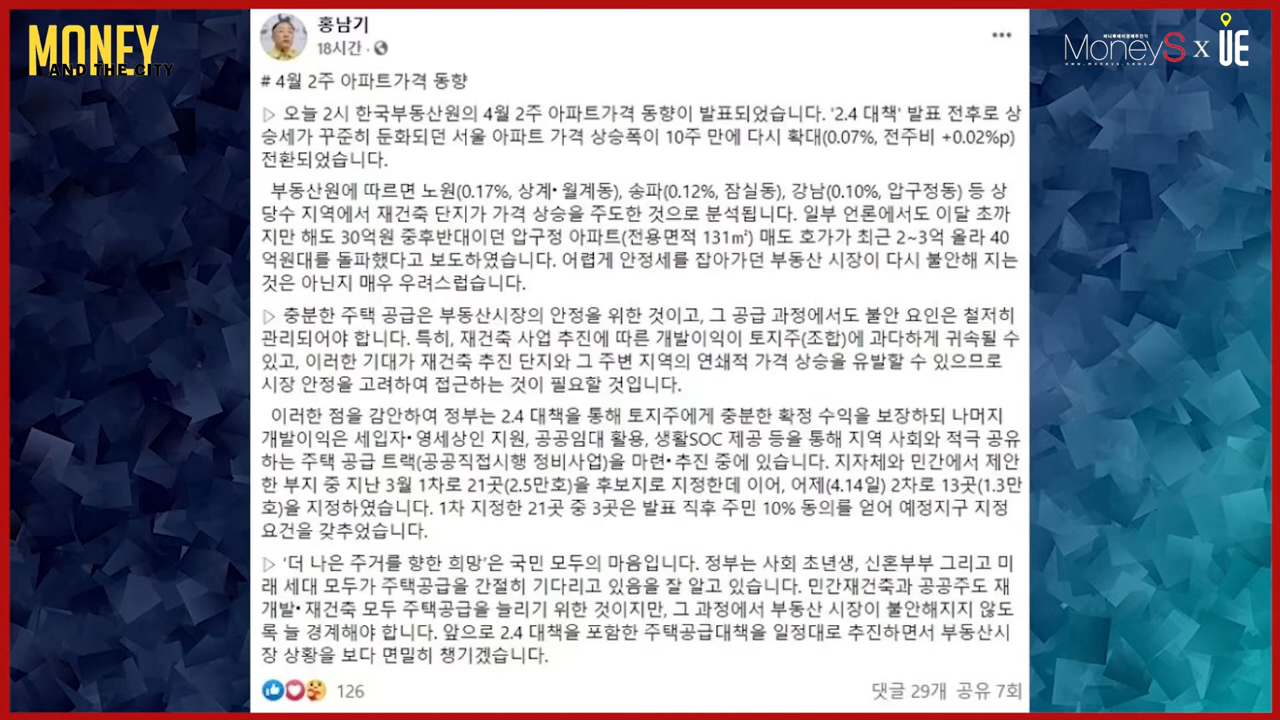 MONEY
AND THE CITY
홍남기
18시간 ·
# 4월 2주 아파트가격 동향
▷ 오늘 2시 한국부동산원의 4월 2주 아파트가격 동향이 발표되었습니다. '2.4 대책' 발표 전후로 상
승세가 꾸준히 둔화되던 서울 아파트 가격 상승폭이 10주 만에 다시 확대(0.07%, 전주비 +0.02%p)
전환되었습니다.
부동산원에 따르면 노원(0.17%, 상계•월계동), 송파(0.12%, 잠실동), 강남(0.10%, 압구정동) 등 상
당수 지역에서 재건축 단지가 가격 상승을 주도한 것으로 분석됩니다. 일부 언론에서도 이달 초까
지만 해도 30억원 중후반대이던 압구정 아파트(전용면적 131㎡) 매도 호가가 최근 2~3억 올라 40
억원대를 돌파했다고 보도하였습니다. 어렵게 안정세를 잡아가던 부동산 시장이 다시 불안해 지는
것은 아닌지 매우 우려스럽습니다.
▷ 충분한 주택 공급은 부동산시장의 안정을 위한 것이고, 그 공급 과정에서도 불안 요인은 철저히
관리되어야 합니다. 특히, 재건축 사업 추진에 따른 개발이익이 토지주(조합)에 과다하게 귀속될 수
있고, 이러한 기대가 재건축 추진 단지와 그 주변 지역의 연쇄적 가격 상승을 유발할 수 있으므로
시장 안정을 고려하여 접근하는 것이 필요할 것입니다.
이러한 점을 감안하여 정부는 2.4 대책을 통해 토지주에게 충분한 확정 수익을 보장하되 나머지
개발이익은 세입자•영세상인 지원, 공공임대 활용, 생활SOC 제공 등을 통해 지역 사회와 적극 공유
하는 주택 공급 트랙(공공직접시행 정비사업)을 마련•추진 중에 있습니다. 지자체와 민간에서 제안
한 부지 중 지난 3월 1차로 21곳(2.5만호)을 후보지로 지정한데 이어, 어제(4.14일) 2차로 13곳(1.3만
호)을 지정하였습니다. 1차 지정한 21곳 중 3곳은 발표 직후 주민 10% 동의를 얻어 예정지구 지정
요건을 갖추었습니다.
▷ '더 나은 주거를 향한 희망'은 국민 모두의 마음입니다. 정부는 사회 초년생, 신혼부부 그리고 미
래 세대 모두가 주택공급을 간절히 기다리고 있음을 잘 알고 있습니다. 민간재건축과 공공주도 재
개발•재건축 모두 주택공급을 늘리기 위한 것이지만, 그 과정에서 부동산 시장이 불안해지지 않도
록 늘 경계해야 합니다. 앞으로 2.4 대책을 포함한 주택공급대책을 일정대로 추진하면서 부동산시
장 상황을 보다 면밀히 챙기겠습니다.
126
댓글 29개 공유 7회
MoneyS x UE
www.moneys.news